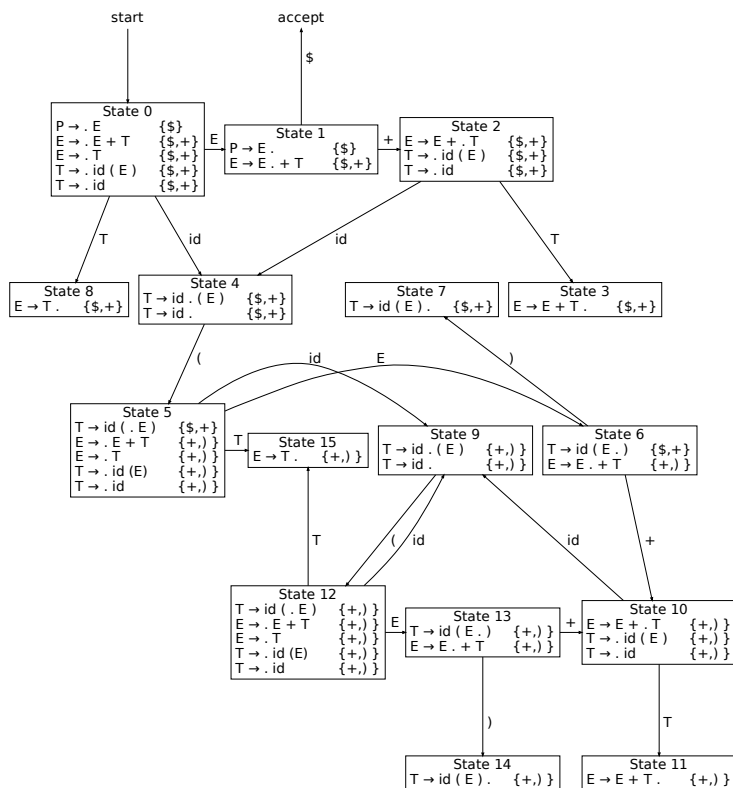 start
accept
$
State 0
P → . E {$}
E → . E + T {$,+}
E → . T {$,+}
T → . id ( E ) {$,+}
T → . id {$,+}
E
State 1
P → E . {$}
E → E . + T {$,+}
+
State 2
E → E + . T {$,+}
T → . id ( E ) {$,+}
T → . id {$,+}
T
id
id
T
State 8
E → T . {$,+}
State 4
T → id . ( E ) {$,+}
T → id . {$,+}
State 7
T → id ( E ) . {$,+}
State 3
E → E + T . {$,+}
(
id
E
)
State 5
T → id ( . E ) {$,+}
E → . E + T {+,) }
E → . T {+,) }
T → . id (E) {+,) }
T → . id {+,) }
T
State 15
E → T . {+,) }
State 9
T → id . ( E ) {+,) }
T → id . {+,) }
State 6
T → id ( E . ) {$,+}
E → E . + T {+,) }
T
(
id
id
+
State 12
T → id ( . E ) {+,) }
E → . E + T {+,) }
E → . T {+,) }
T → . id (E) {+,) }
T → . id {+,) }
E
State 13
T → id ( E . ) {+,) }
E → E . + T {+,) }
+
State 10
E → E + . T {+,) }
T → . id ( E ) {+,) }
T → . id {+,) }
)
T
State 14
T → id ( E ) . {+,) }
State 11
E → E + T . {+,) }